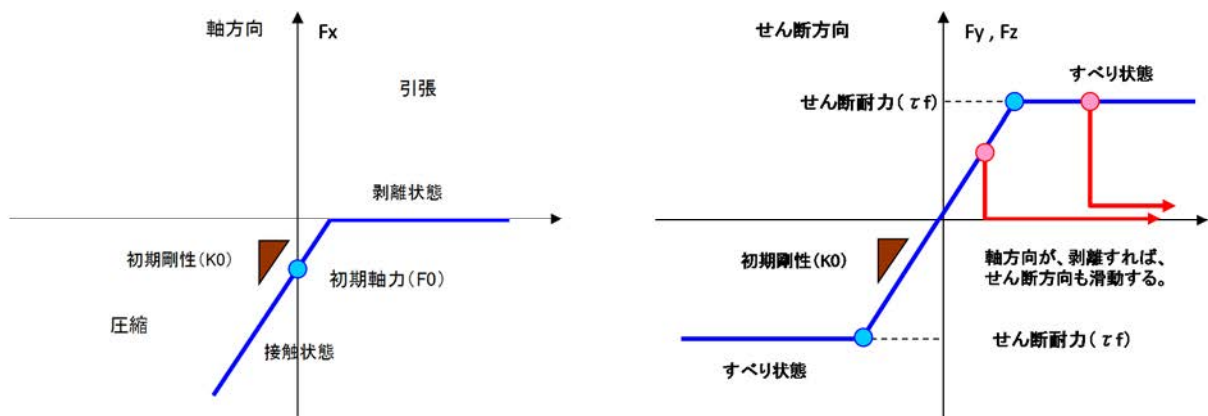 軸方向
Fx
引張
剥離状態
初期剛性(K0)
初期軸力(F0)
圧縮
接触状態
せん断方向
Fy , Fz
すべり状態
せん断耐力(τf)
初期剛性(K0)
軸方向が、剥離すれば、
せん断方向も滑動する。
せん断耐力(τf)
すべり状態